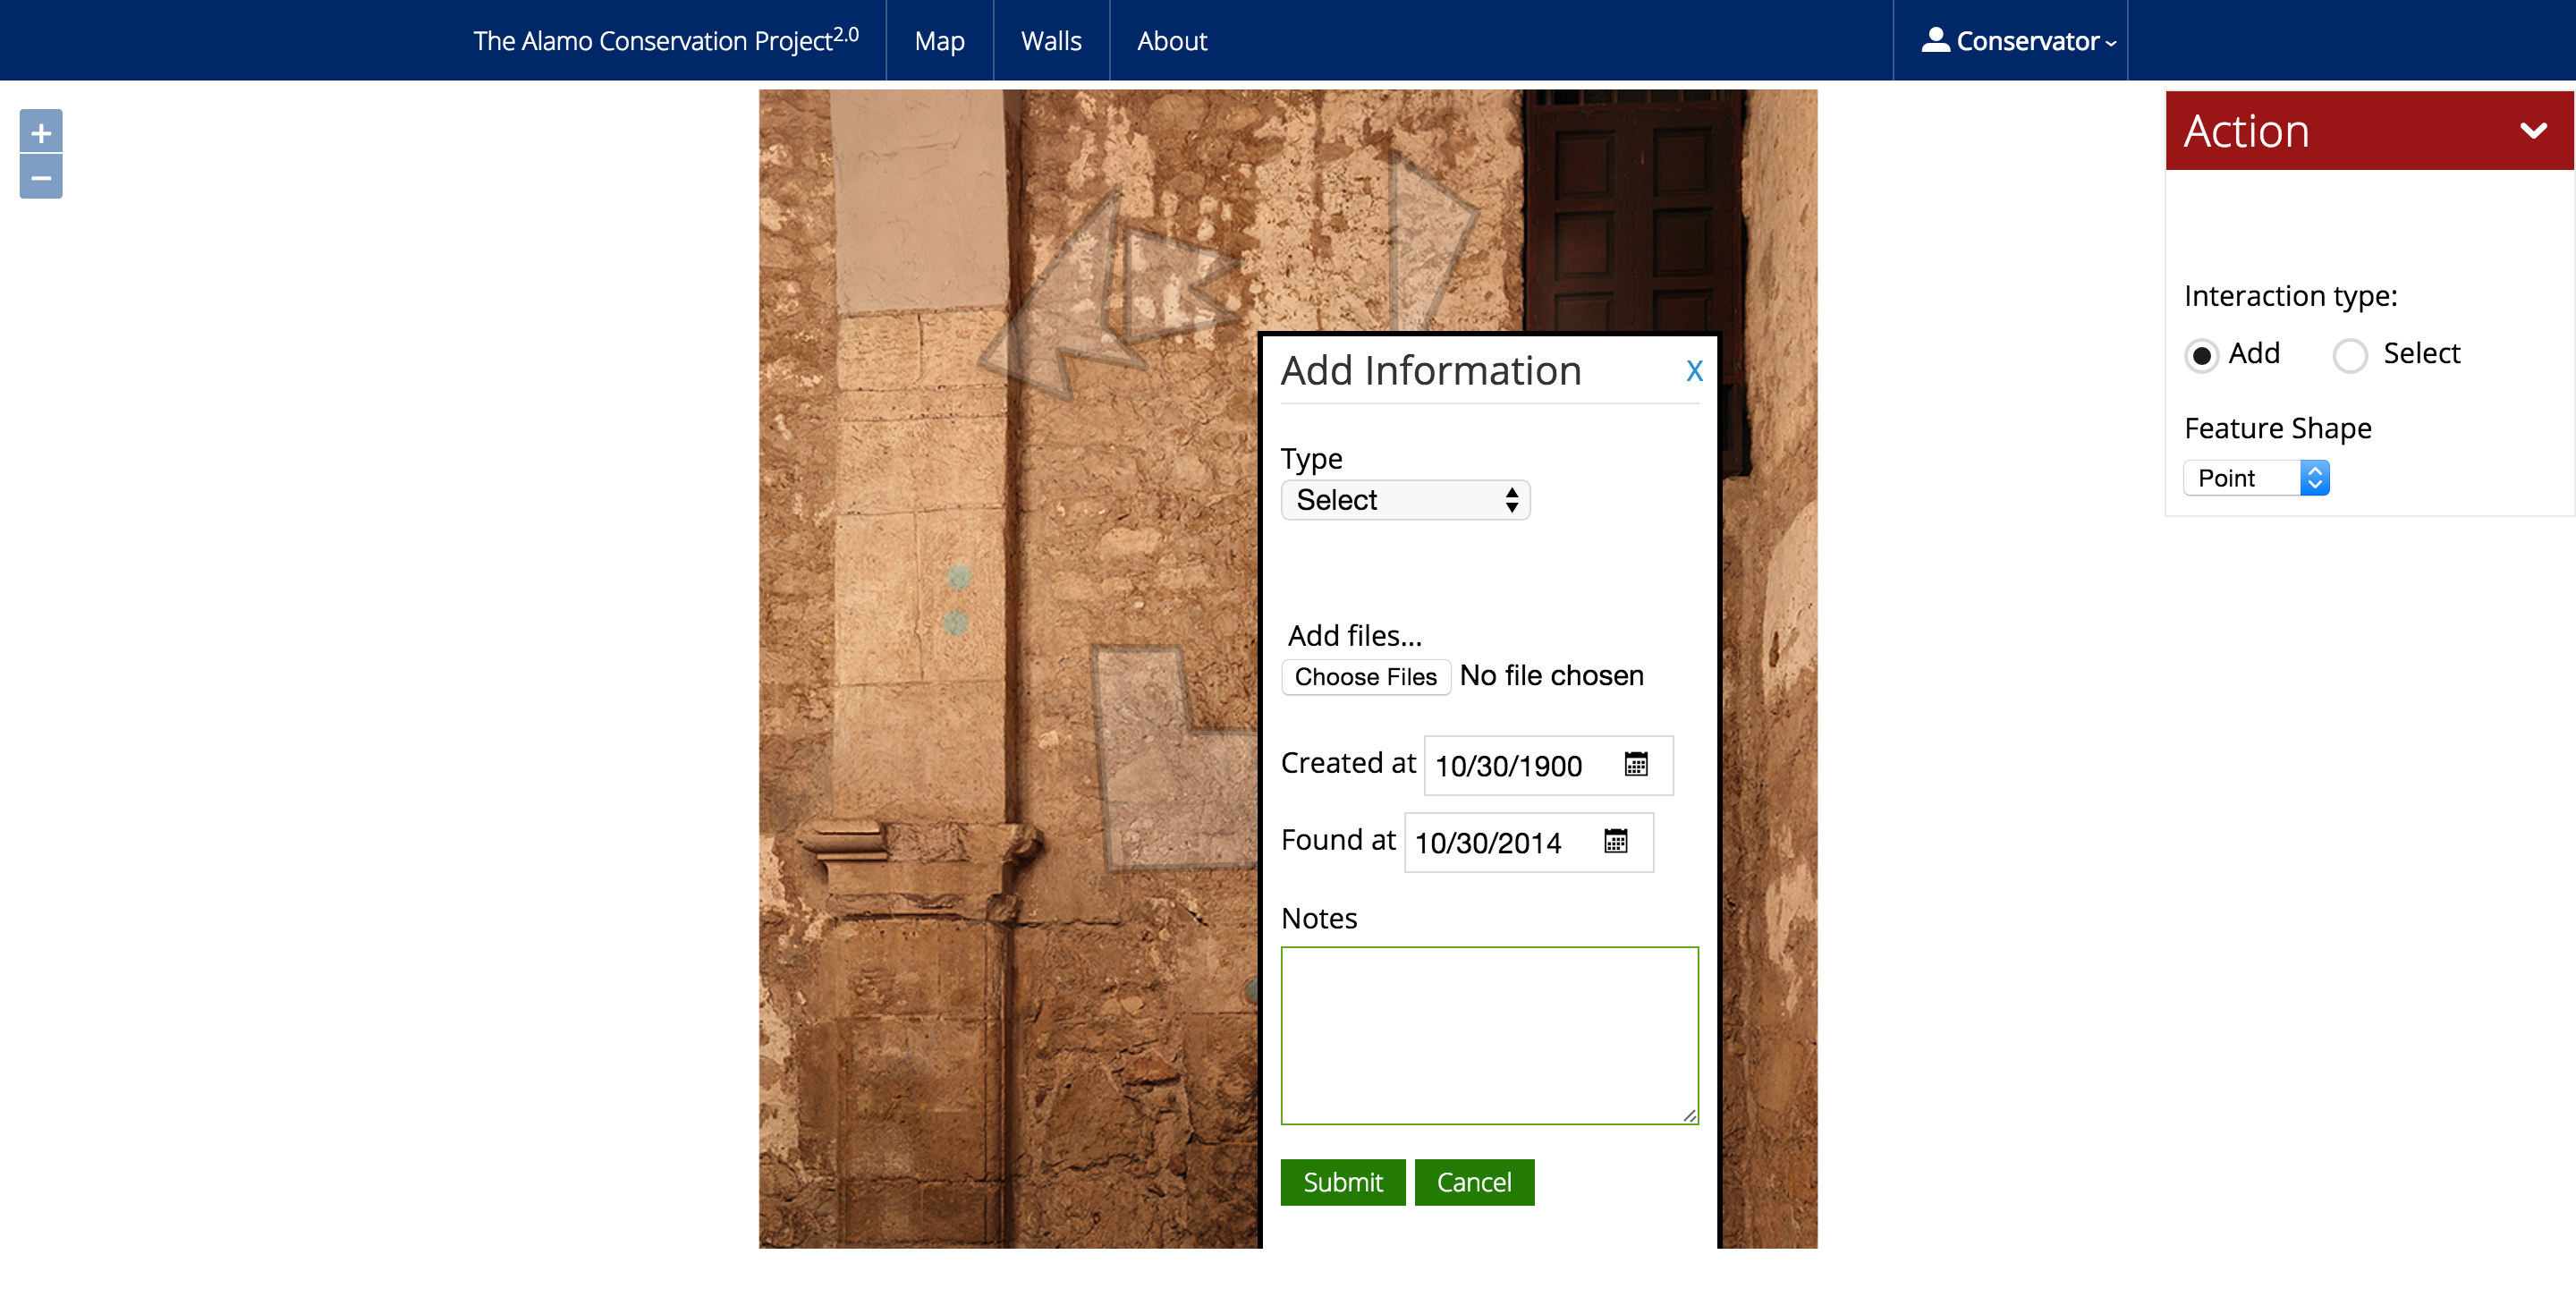 The Alamo Conservation Project2.0 Map Walls About Conservator
+
−
Action
Interaction type:
Add Select
Feature Shape
Point
Add Information X
Type
Select
Add files...
Choose Files No file chosen
Created at 10/30/1900
Found at 10/30/2014
Notes
Submit Cancel